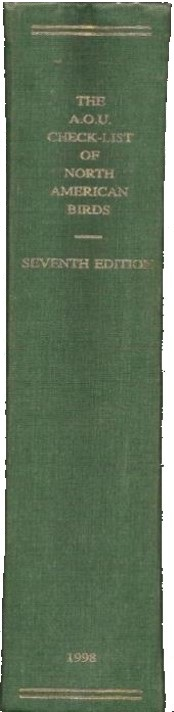 THE
A.O.U.
CHECK-LIST
OF
NORTH
AMERICAN
BIRDS
SEVENTH EDITION
1998